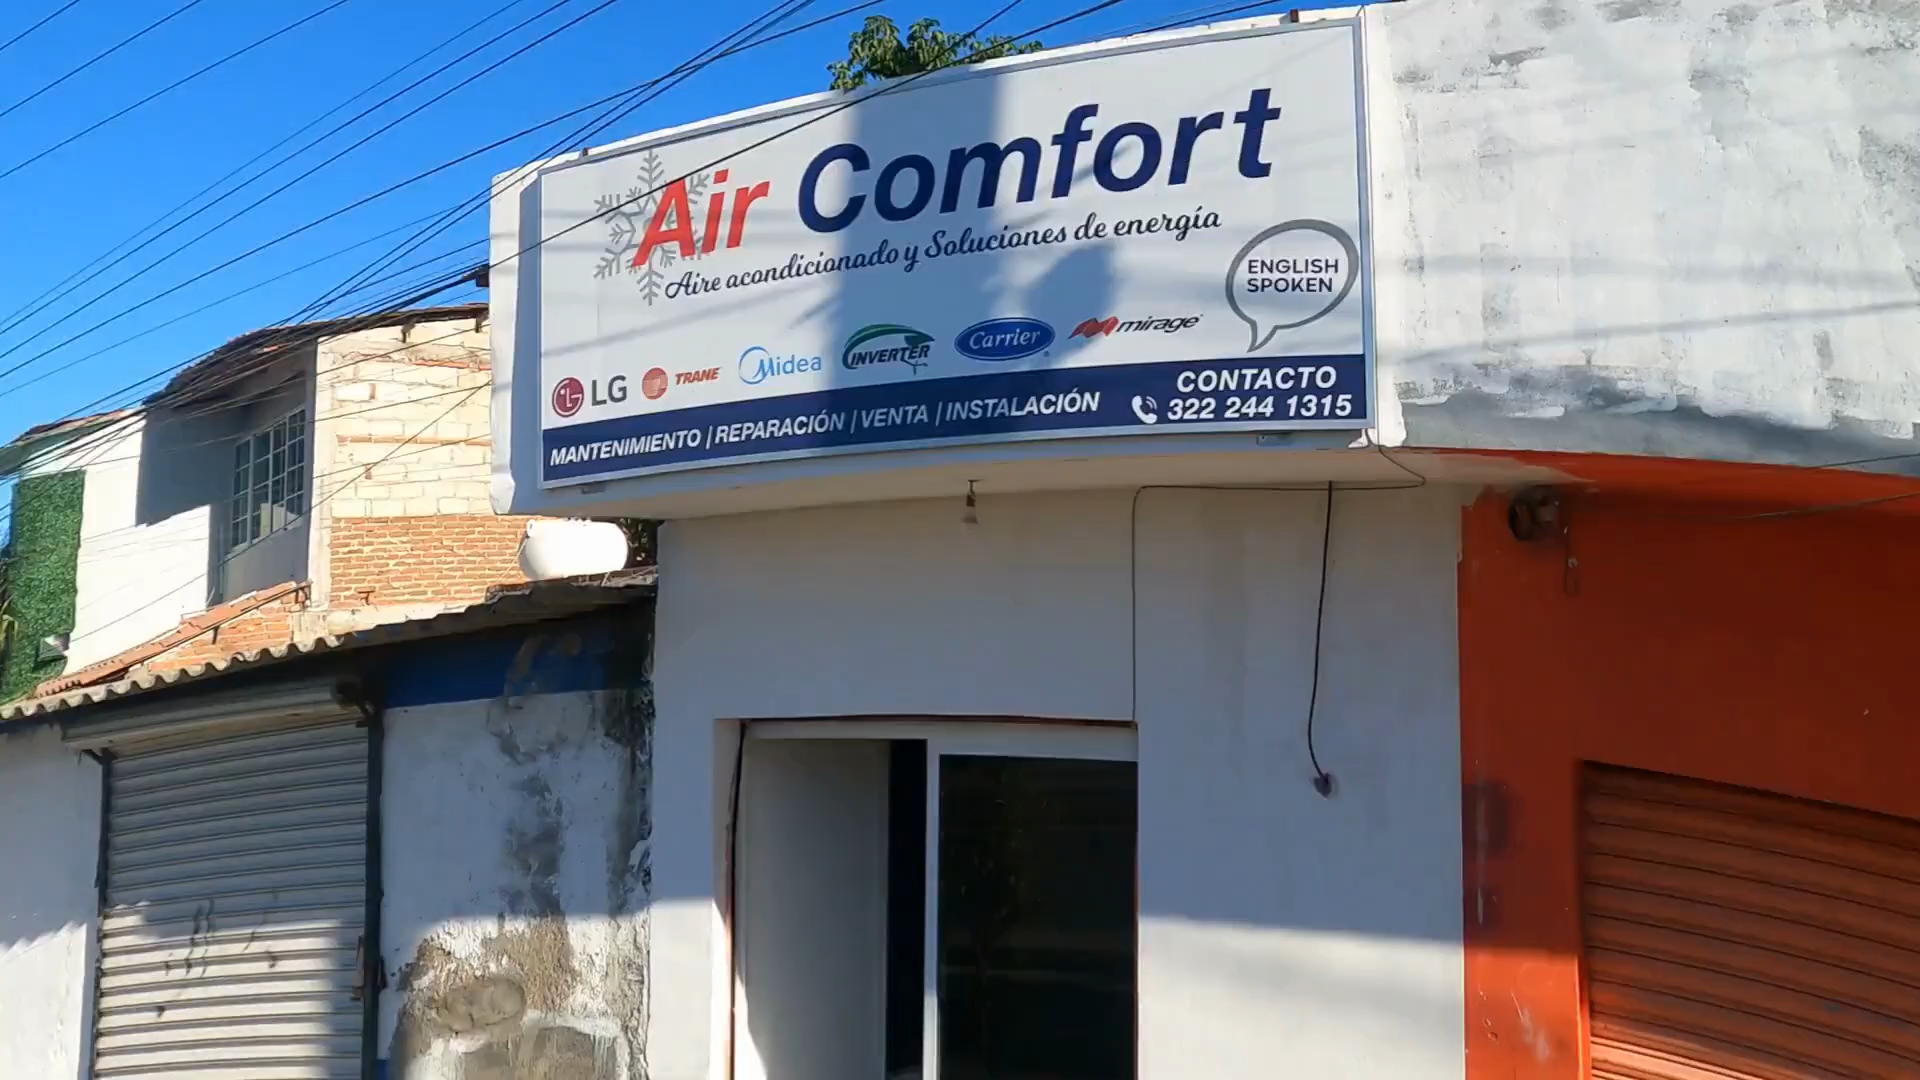 Air Comfort
Aire acondicionado y Soluciones de energía
ENGLISH
SPOKEN
LG TRANE Midea INVERTER Carrier mirage
MANTENIMIENTO | REPARACIÓN | VENTA | INSTALACIÓN
CONTACTO
322 244 1315